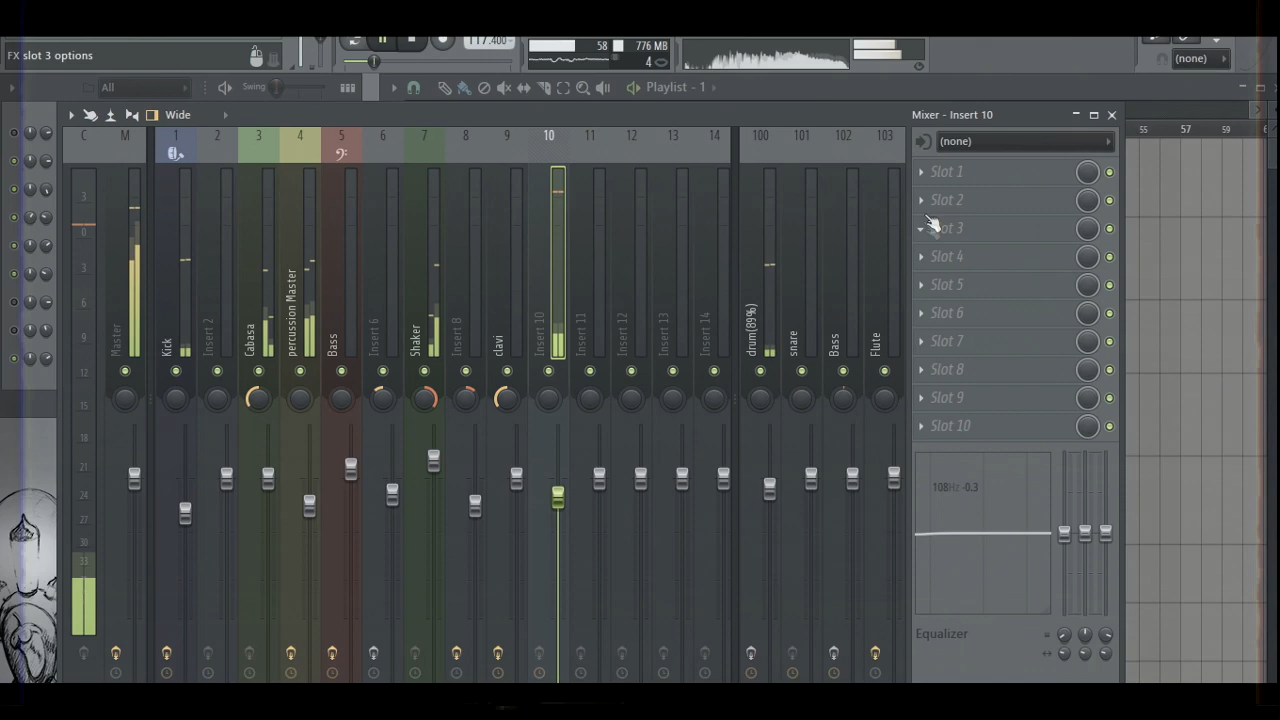 FX slot 3 options
117.400
58
776 MB
4
(none)
All
Swing
Playlist - 1
Wide
Mixer - Insert 10
55
57
59
C
M
1
2
3
4
5
6
7
8
9
10
11
12
13
14
100
101
102
103
(none)
3
0
3
6
9
12
15
18
21
24
27
30
33
Master
Kick
Insert 2
Cabasa
percussion Master
Bass
Insert 6
Shaker
Insert 8
clavi
Insert 10
Insert 11
Insert 12
Insert 13
Insert 14
drum(89%)
snare
Bass
Flute
Slot 1
Slot 2
Slot 3
Slot 4
Slot 5
Slot 6
Slot 7
Slot 8
Slot 9
Slot 10
108Hz -0.3
Equalizer